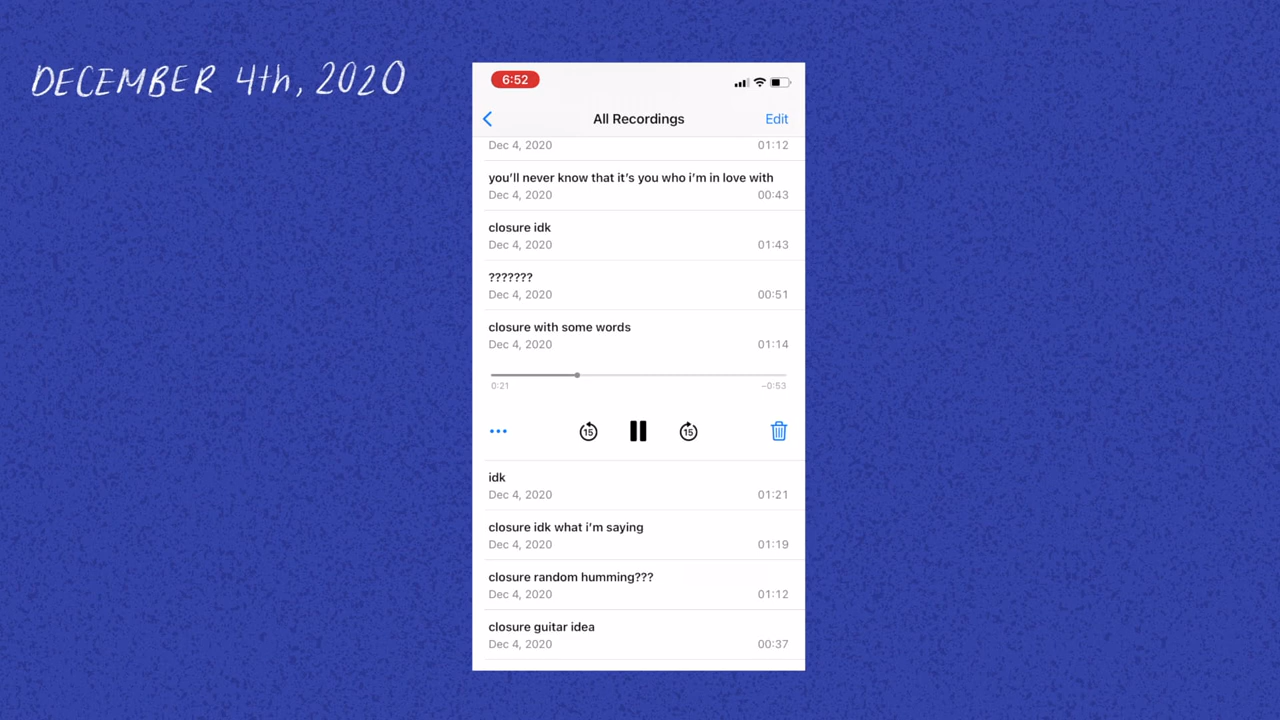 DECEMBER 4th, 2020
6:52
All Recordings Edit
Dec 4, 2020 01:12
you'll never know that it's you who i'm in love with
Dec 4, 2020 00:43
closure idk
Dec 4, 2020 01:43
???????
Dec 4, 2020 00:51
closure with some words
Dec 4, 2020 01:14
0:21 −0:53
15 15
idk
Dec 4, 2020 01:21
closure idk what i'm saying
Dec 4, 2020 01:19
closure random humming???
Dec 4, 2020 01:12
closure guitar idea
Dec 4, 2020 00:37